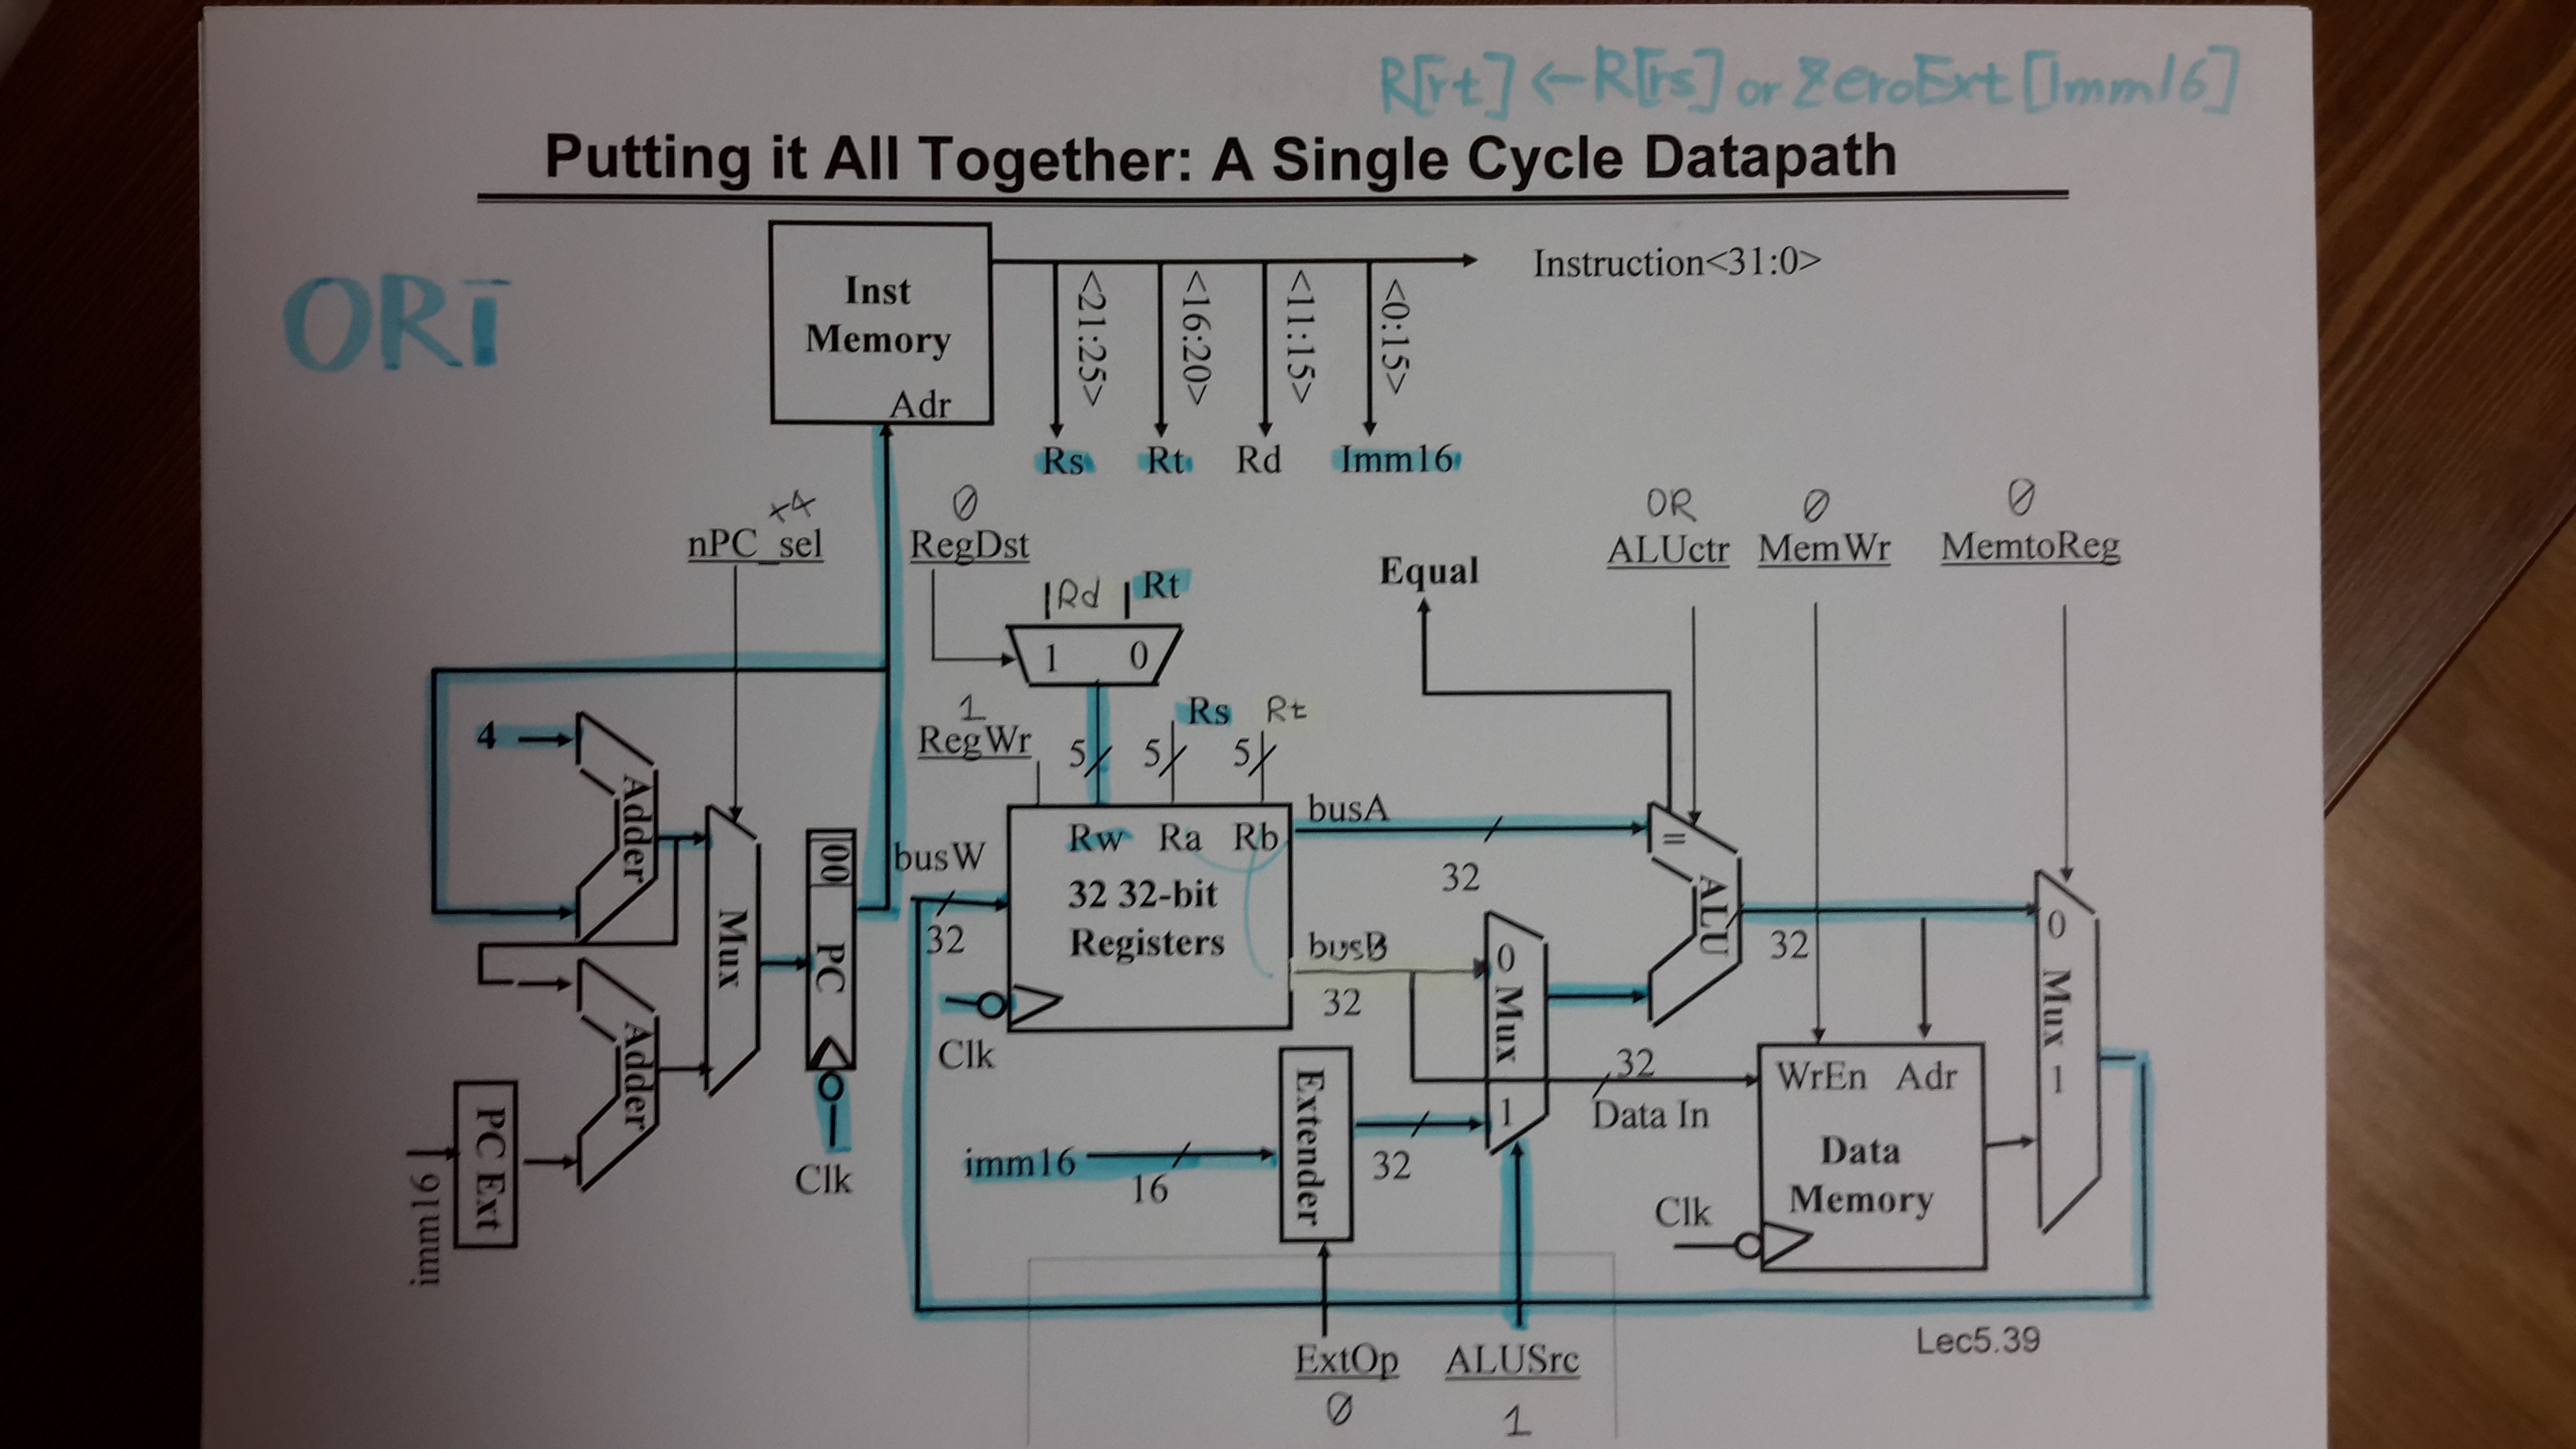 R[rt] ← R[rs] or ZeroExt[Imm16]
Putting it All Together: A Single Cycle Datapath
ORI
Inst
Memory
Adr
Instruction<31:0>
<21:25>
<16:20>
<11:15>
<0:15>
Rs
Rt
Rd
Imm16
+4
nPC_sel
0
RegDst
Rd
Rt
1 0
Equal
OR
ALUctr
0
MemWr
0
MemtoReg
1
RegWr
5
5
5
Rs
Rt
4
Adder
Adder
Mux
00
PC
Clk
PC Ext
imm16
busW
32
Rw Ra Rb
32 32-bit
Registers
Clk
busA
32
busB
32
0
Mux
1
=
ALU
32
imm16
16
Extender
32
32
Data In
WrEn Adr
Data
Memory
Clk
0
Mux
1
ExtOp
0
ALUSrc
1
Lec5.39